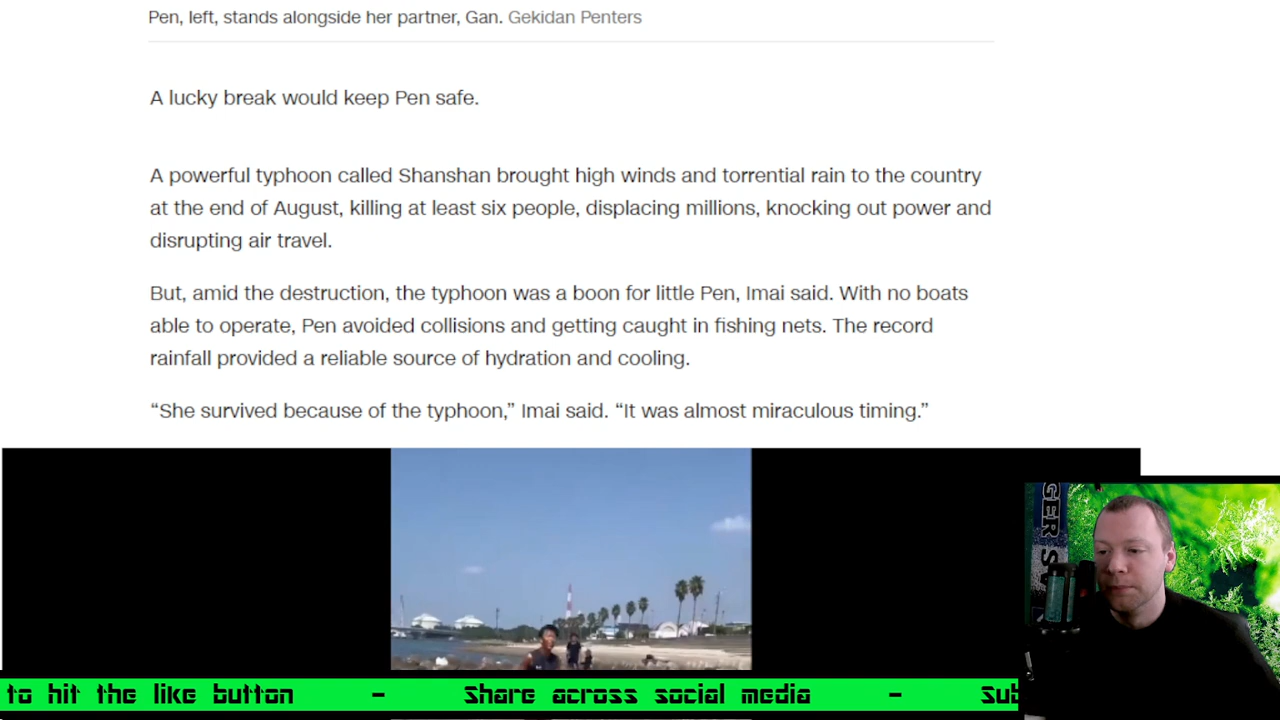 Pen, left, stands alongside her partner, Gan. Gekidan Penters
A lucky break would keep Pen safe.
A powerful typhoon called Shanshan brought high winds and torrential rain to the country
at the end of August, killing at least six people, displacing millions, knocking out power and
disrupting air travel.
But, amid the destruction, the typhoon was a boon for little Pen, Imai said. With no boats
able to operate, Pen avoided collisions and getting caught in fishing nets. The record
rainfall provided a reliable source of hydration and cooling.
“She survived because of the typhoon,” Imai said. “It was almost miraculous timing.”
GER
to hit the like button - Share across social media - Sub